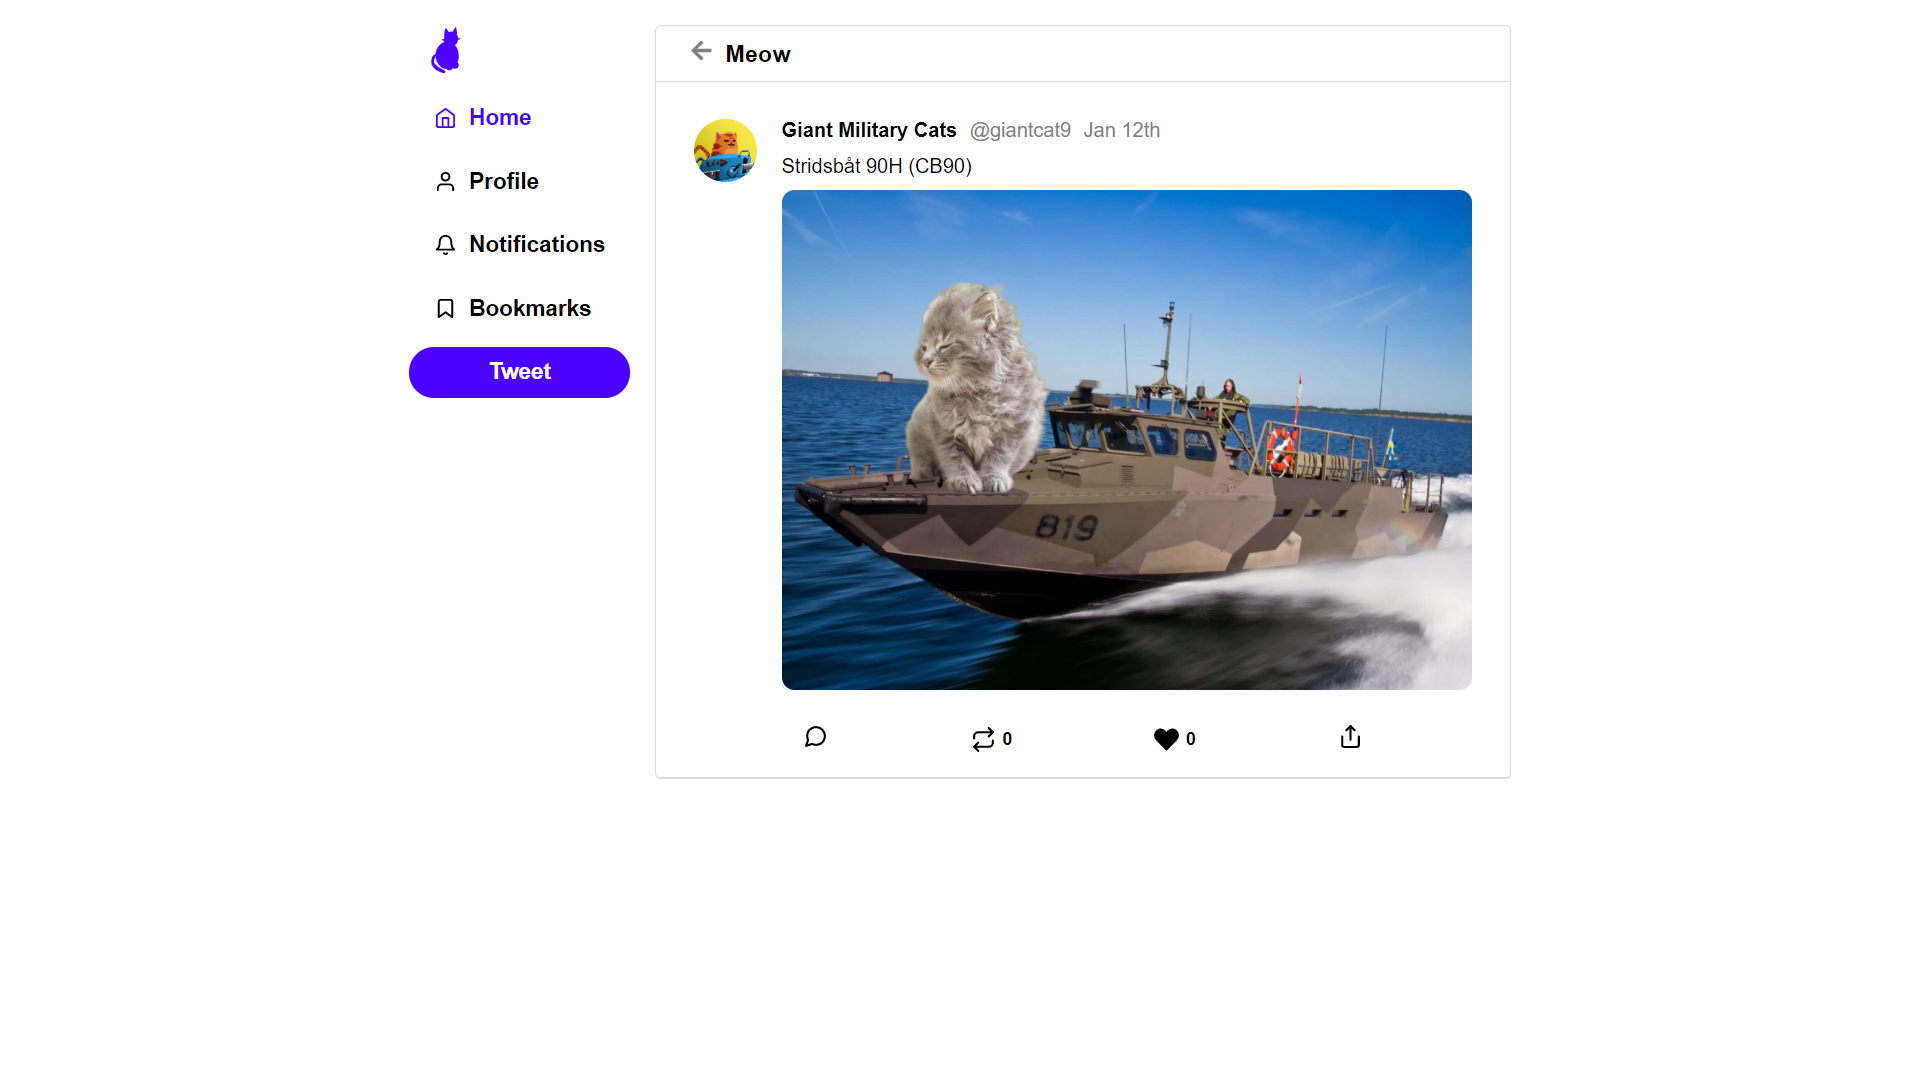 Meow
Home
Profile
Notifications
Bookmarks
Tweet
Giant Military Cats @giantcat9 Jan 12th
Stridsbåt 90H (CB90)
819
0
0